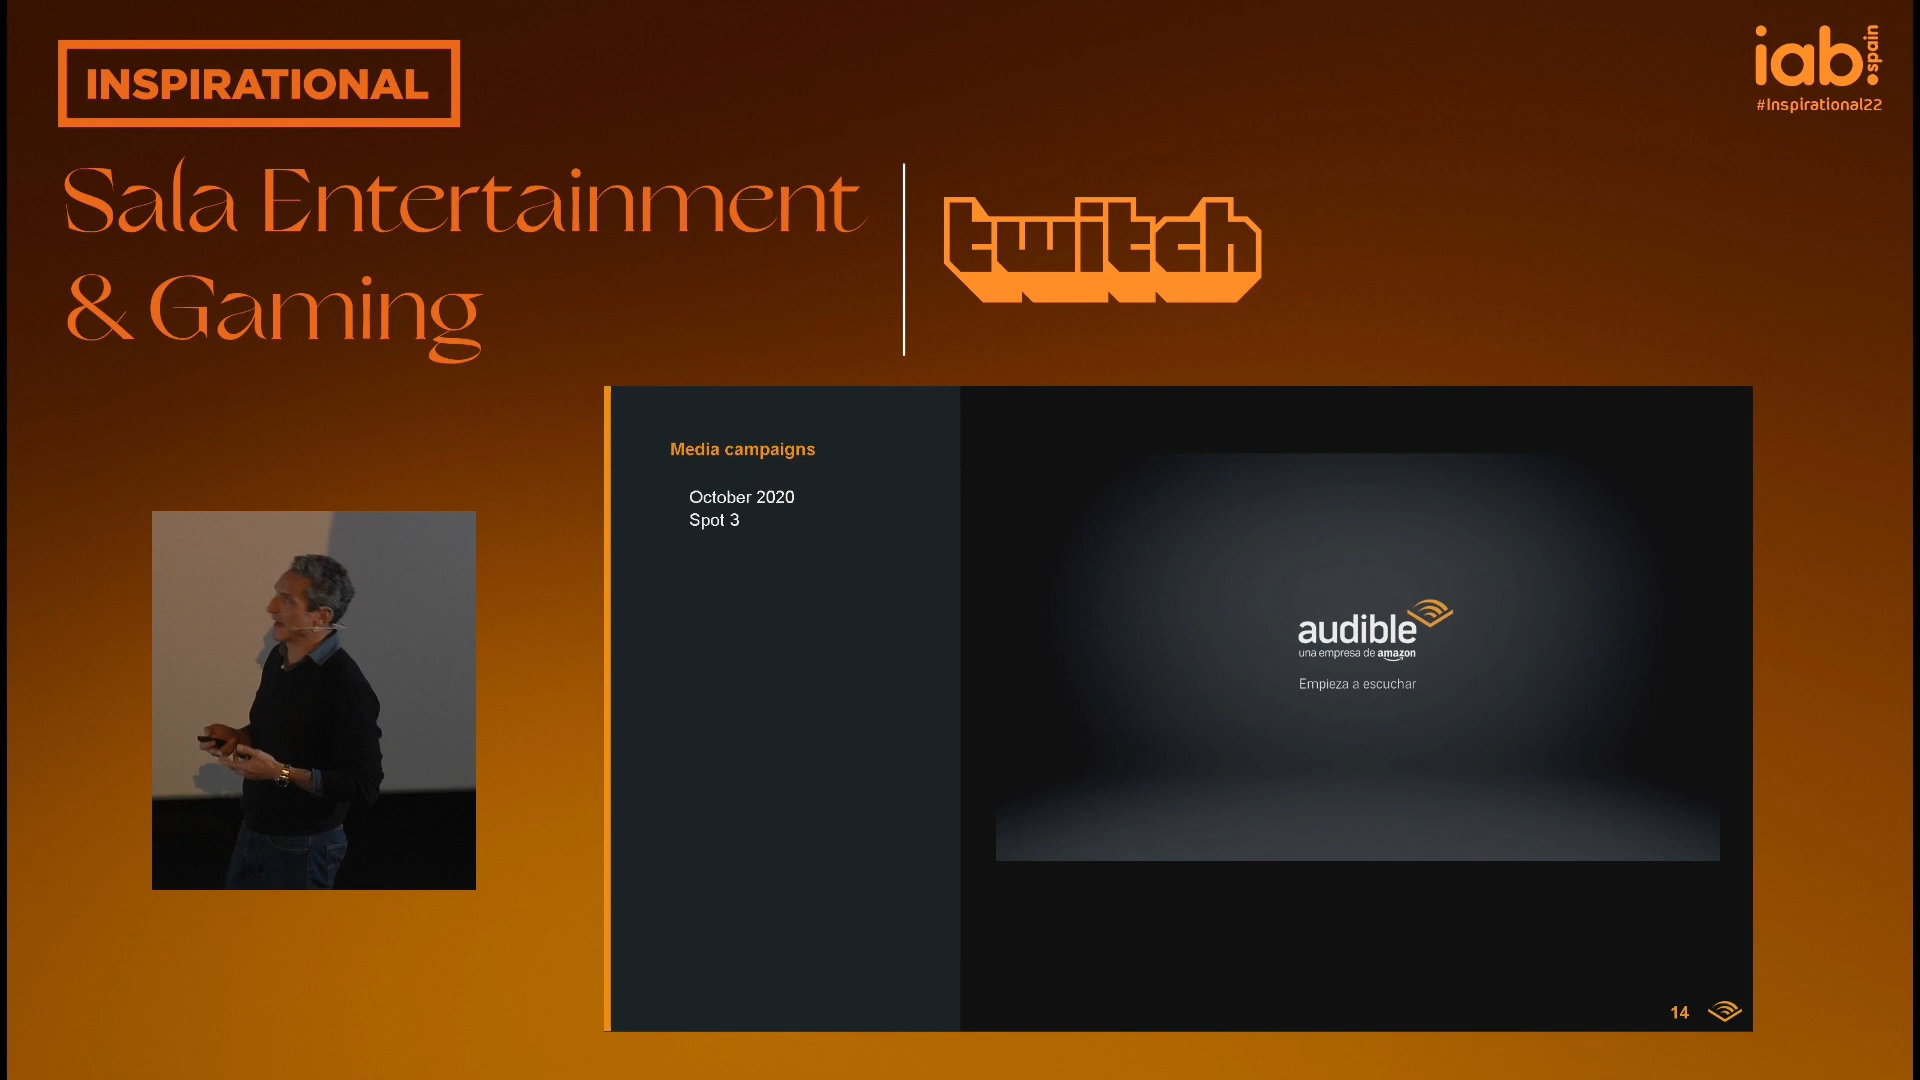 INSPIRATIONAL
iab.spain
#Inspirational22
Sala Entertainment
& Gaming
twitch
Media campaigns
October 2020
Spot 3
audible
una empresa de amazon
Empieza a escuchar
14